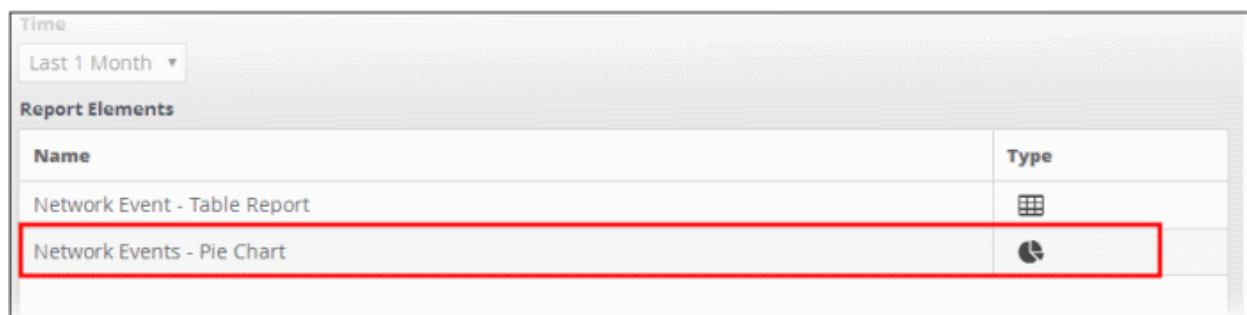 Time
Last 1 Month
Report Elements
Name Type
Network Event - Table Report
Network Events - Pie Chart